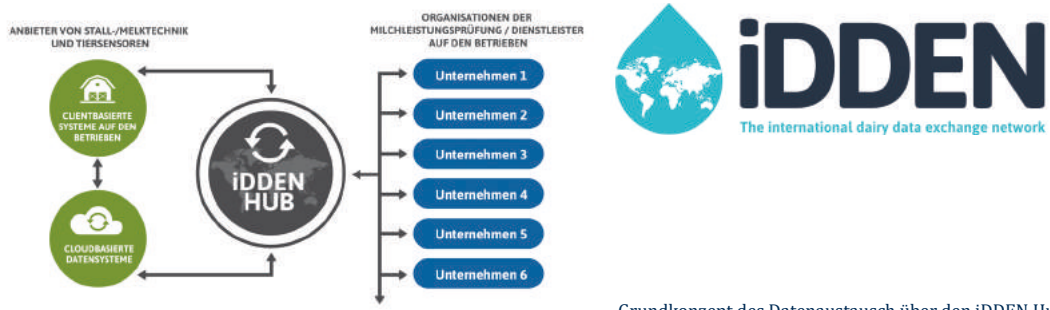 ANBIETER VON STALL-/MELKTECHNIK
UND TIERSENSOREN
CLIENTBASIERTE
SYSTEME AUF DEN
BETRIEBEN
CLOUDBASIERTE
DATENSYSTEME
iDDEN
HUB
ORGANISATIONEN DER
MILCHLEISTUNGSPRÜFUNG / DIENSTLEISTER
AUF DEN BETRIEBEN
Unternehmen 1
Unternehmen 2
Unternehmen 3
Unternehmen 4
Unternehmen 5
Unternehmen 6
iDDEN
The international dairy data exchange network